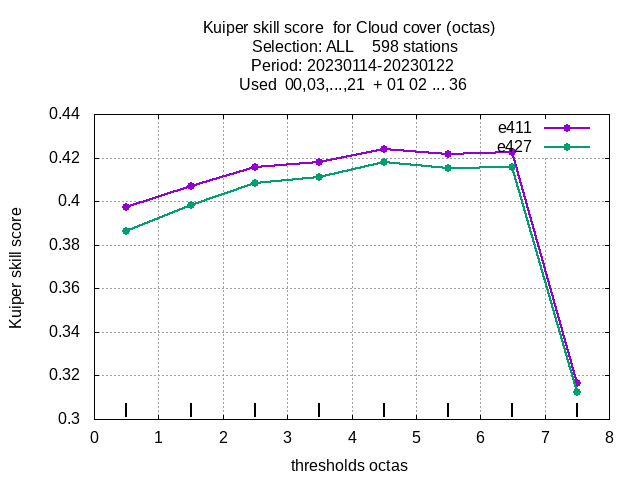 Kuiper skill score  for Cloud cover (octas)
Selection: ALL    598 stations
Period: 20230114-20230122
Used  00,03,...,21  + 01 02 ... 36
0.44
0.42
0.4
0.38
0.36
0.34
0.32
0.3
Kuiper skill score
e411
e427
0 1 2 3 4 5 6 7 8
thresholds octas